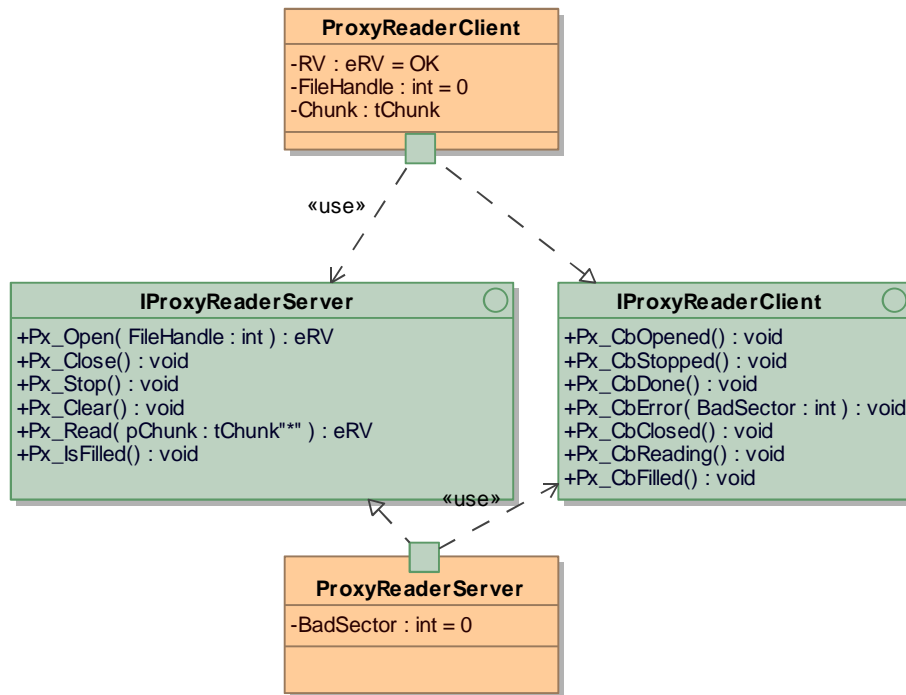 ProxyReaderClient
-RV : eRV = OK
-FileHandle : int = 0
-Chunk : tChunk
«use»
IProxyReaderServer
+Px_Open( FileHandle : int ) : eRV
+Px_Close() : void
+Px_Stop() : void
+Px_Clear() : void
+Px_Read( pChunk : tChunk"*" ) : eRV
+Px_IsFilled() : void
IProxyReaderClient
+Px_CbOpened() : void
+Px_CbStopped() : void
+Px_CbDone() : void
+Px_CbError( BadSector : int ) : void
+Px_CbClosed() : void
+Px_CbReading() : void
+Px_CbFilled() : void
«use»
ProxyReaderServer
-BadSector : int = 0